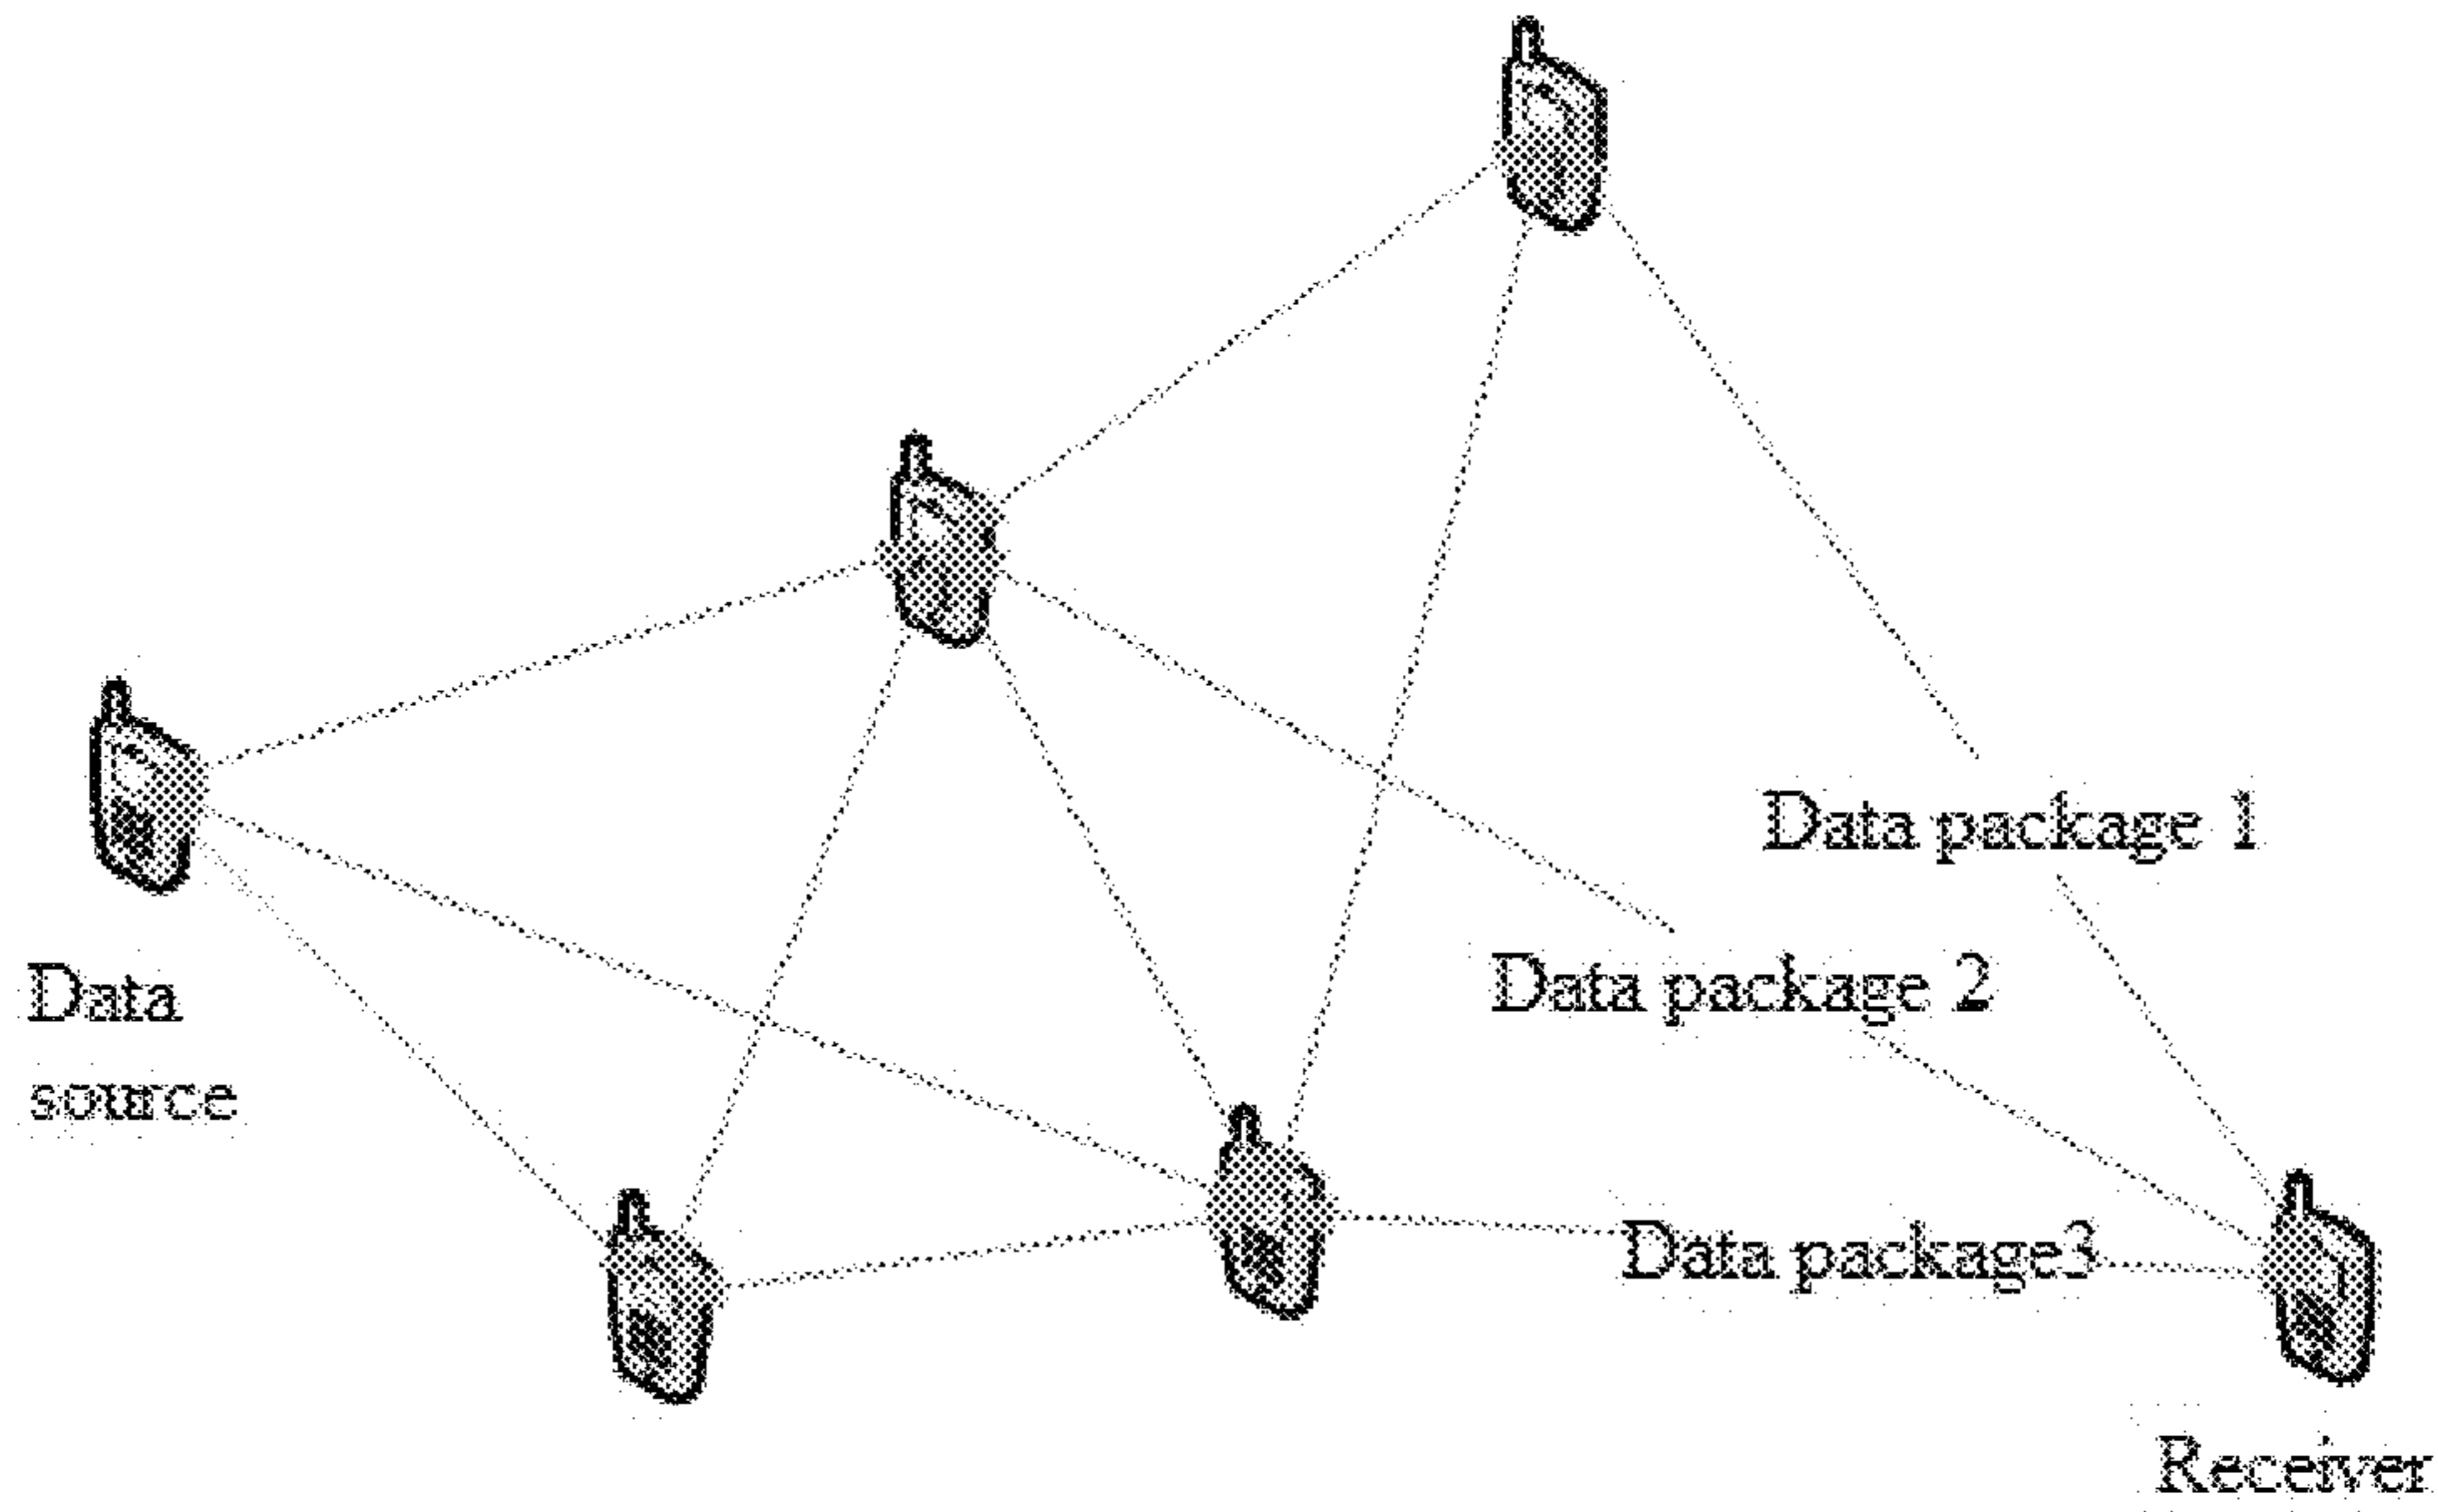 Data package 1
Data
source
Data package 2
Data package3
Receiver